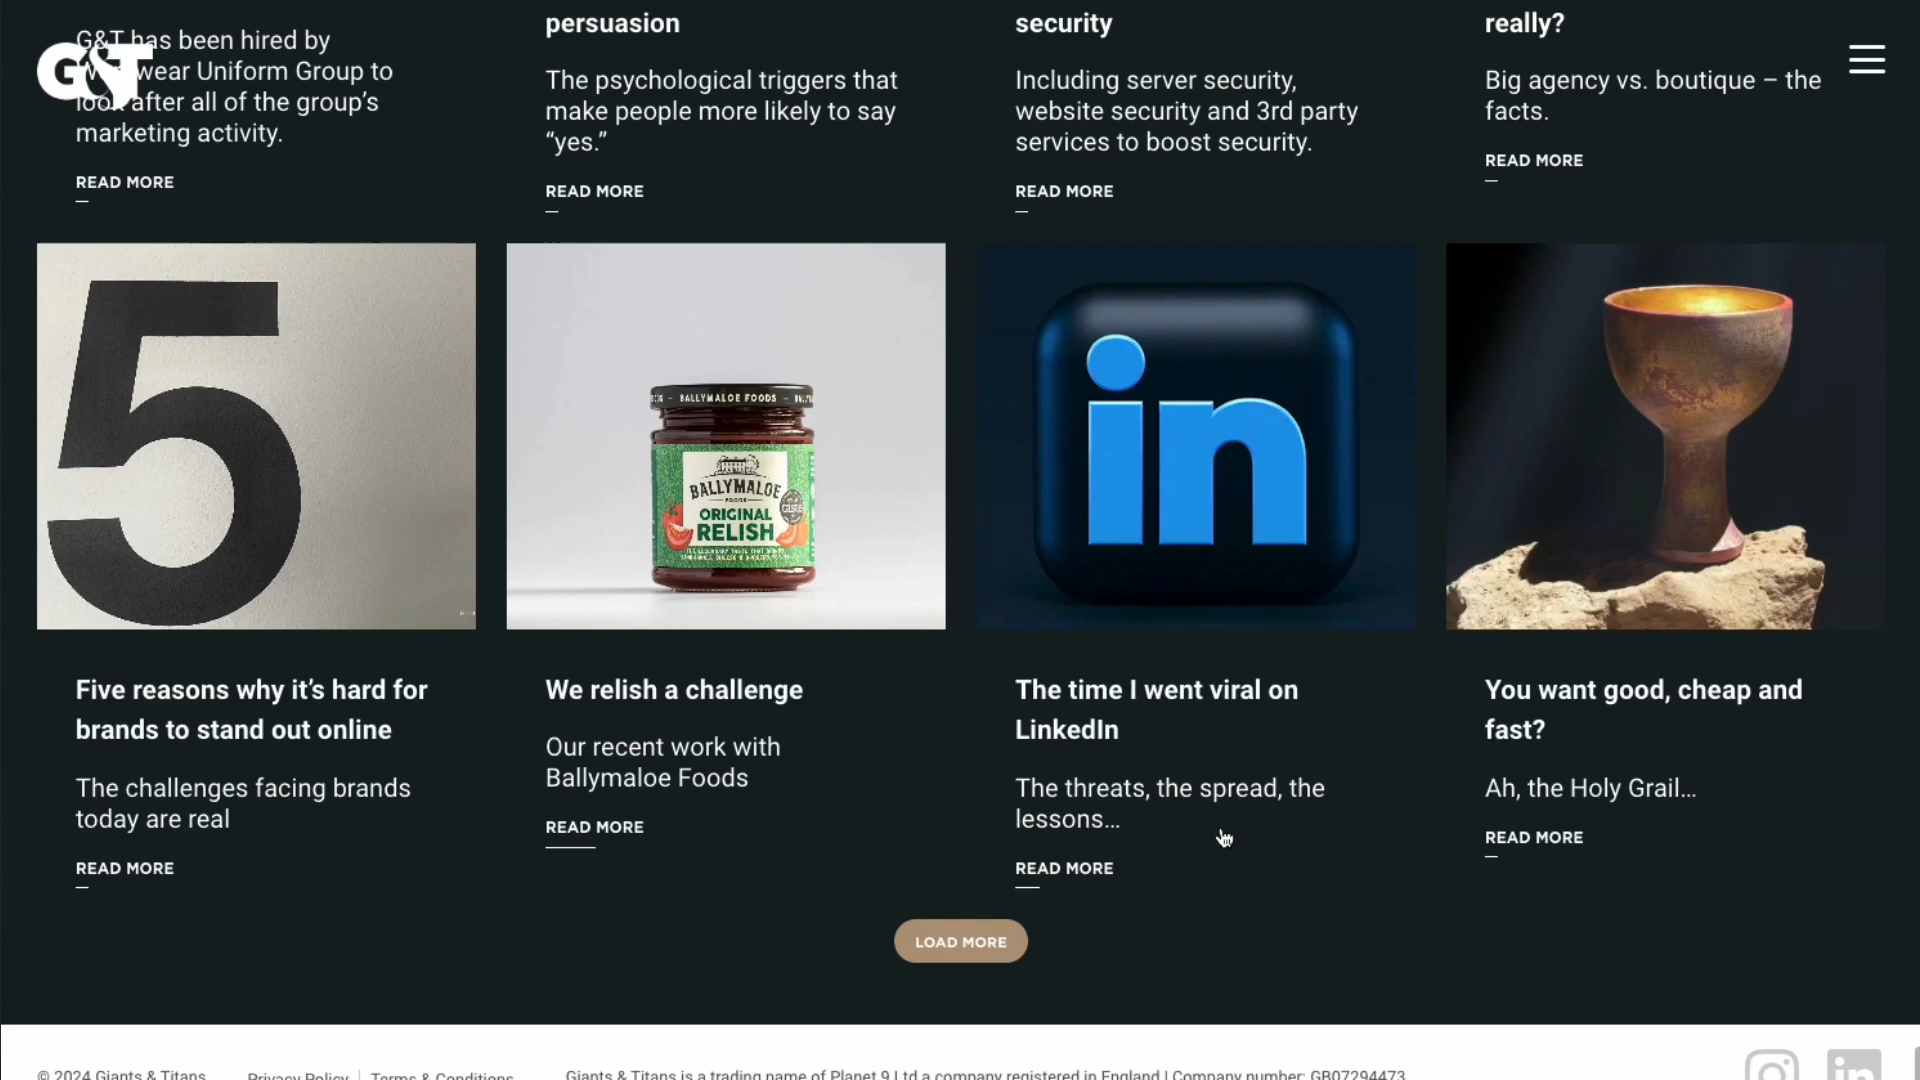 G&T
G&T has been hired by
wear Uniform Group to
look after all of the group's
marketing activity.
READ MORE
persuasion
The psychological triggers that
make people more likely to say
“yes.”
READ MORE
security
Including server security,
website security and 3rd party
services to boost security.
READ MORE
really?
Big agency vs. boutique – the
facts.
READ MORE
5
BALLYMALOE FOODS
BALLYMALOE
FOODS
ORIGINAL
RELISH
in
Five reasons why it’s hard for
brands to stand out online
The challenges facing brands
today are real
READ MORE
We relish a challenge
Our recent work with
Ballymaloe Foods
READ MORE
The time I went viral on
LinkedIn
The threats, the spread, the
lessons…
READ MORE
You want good, cheap and
fast?
Ah, the Holy Grail…
READ MORE
LOAD MORE
© 2024 Giants & Titans
Privacy Policy | Terms & Conditions
Giants & Titans is a trading name of Planet 9 Ltd a company registered in England | Company number: GB07294473
in